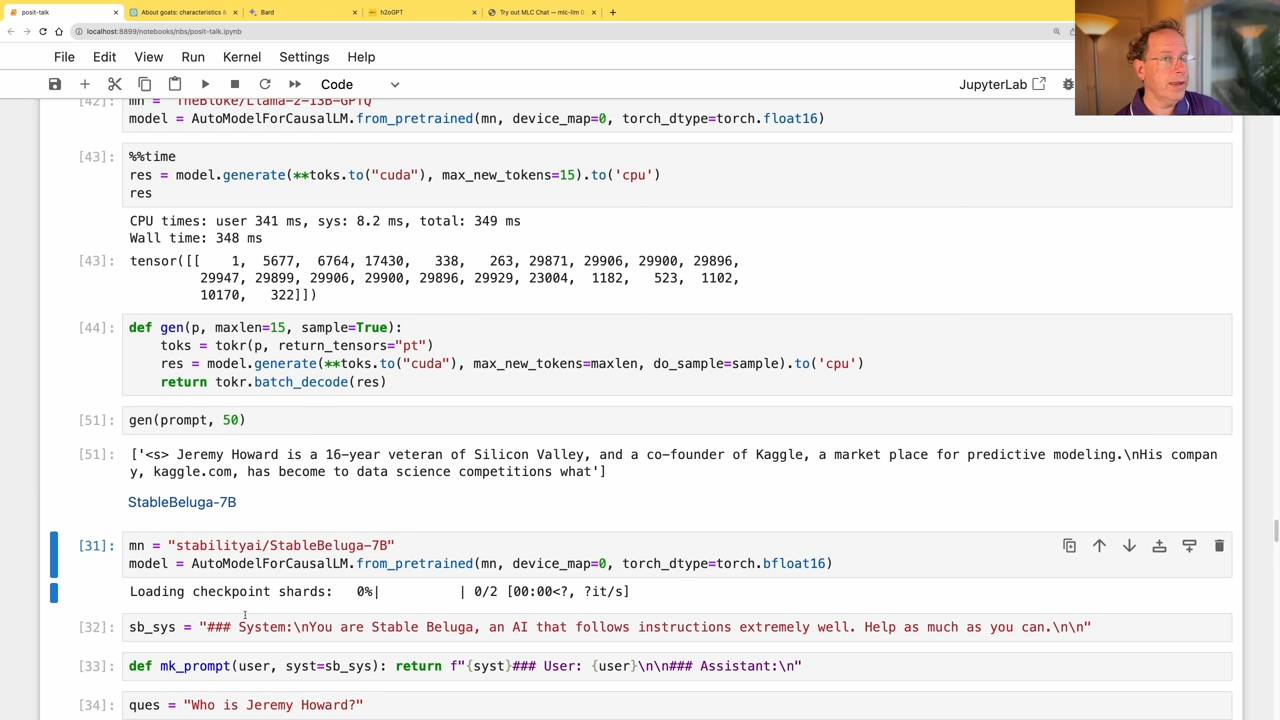 posit-talk
About goats: characteristics &
Bard
h2oGPT
Try out MLC Chat — mlc-llm 0
localhost:8899/notebooks/nbs/posit-talk.ipynb
File Edit View Run Kernel Settings Help
Code
JupyterLab
[42]: mn = "TheBloke/Llama-2-13B-GPTQ"
model = AutoModelForCausalLM.from_pretrained(mn, device_map=0, torch_dtype=torch.float16)
[43]: %%time
res = model.generate(**toks.to("cuda"), max_new_tokens=15).to('cpu')
res
CPU times: user 341 ms, sys: 8.2 ms, total: 349 ms
Wall time: 348 ms
[43]: tensor([[    1,  5677,  6764, 17430,   338,   263, 29871, 29906, 29900, 29896,
29947, 29899, 29906, 29900, 29896, 29929, 23004,  1182,   523,  1102,
10170,   322]])
[44]: def gen(p, maxlen=15, sample=True):
toks = tokr(p, return_tensors="pt")
res = model.generate(**toks.to("cuda"), max_new_tokens=maxlen, do_sample=sample).to('cpu')
return tokr.batch_decode(res)
[51]: gen(prompt, 50)
[51]: ['<s> Jeremy Howard is a 16-year veteran of Silicon Valley, and a co-founder of Kaggle, a market place for predictive modeling.\nHis compan
y, kaggle.com, has become to data science competitions what']
StableBeluga-7B
[31]: mn = "stabilityai/StableBeluga-7B"
model = AutoModelForCausalLM.from_pretrained(mn, device_map=0, torch_dtype=torch.bfloat16)
Loading checkpoint shards:   0%|          | 0/2 [00:00<?, ?it/s]
[32]: sb_sys = "### System:\nYou are Stable Beluga, an AI that follows instructions extremely well. Help as much as you can.\n\n"
[33]: def mk_prompt(user, syst=sb_sys): return f"{syst}### User: {user}\n\n### Assistant:\n"
[34]: ques = "Who is Jeremy Howard?"